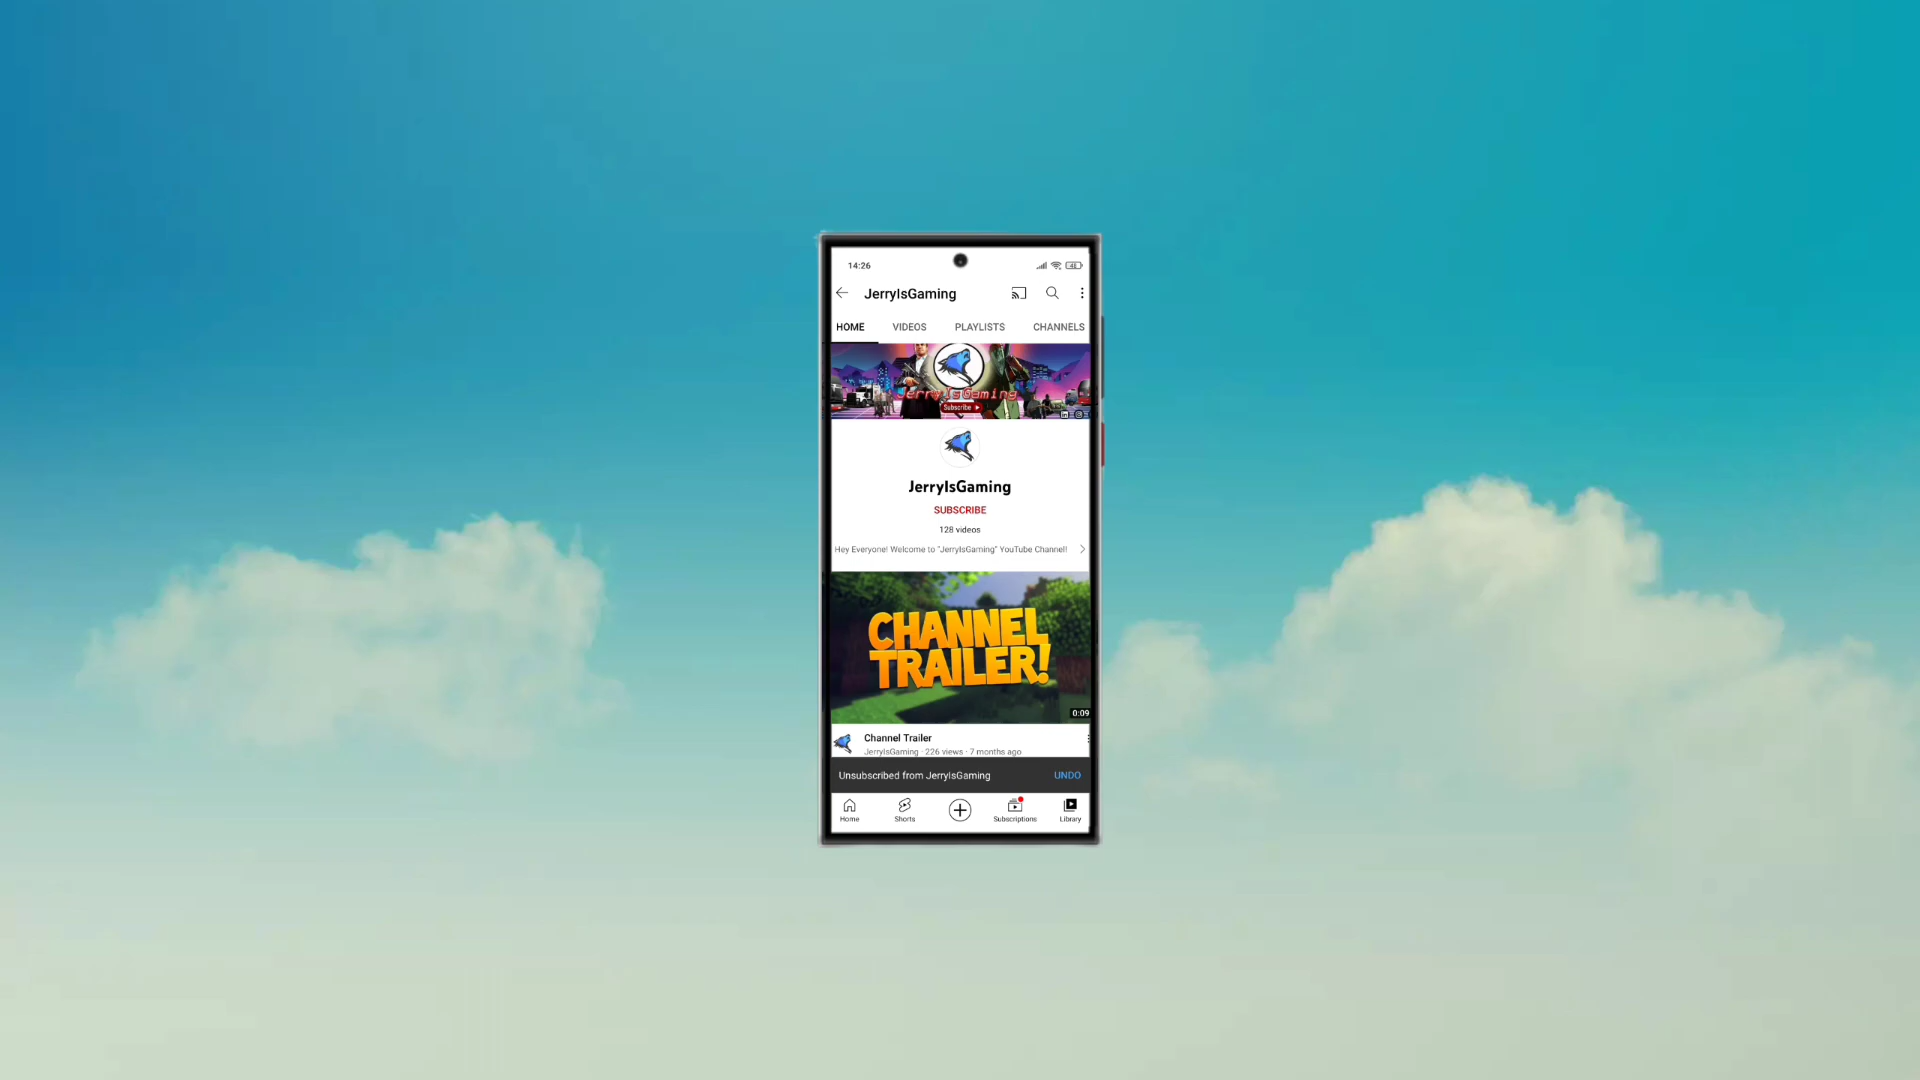 14:26
48
JerryIsGaming
HOME VIDEOS PLAYLISTS CHANNELS
JerryIsGaming
Subscribe
JerryIsGaming
SUBSCRIBE
128 videos
Hey Everyone! Welcome to "JerryIsGaming" YouTube Channel!
CHANNEL
TRAILER!
0:09
Channel Trailer
JerryIsGaming · 226 views · 7 months ago
Unsubscribed from JerryIsGaming UNDO
Home Shorts Subscriptions Library